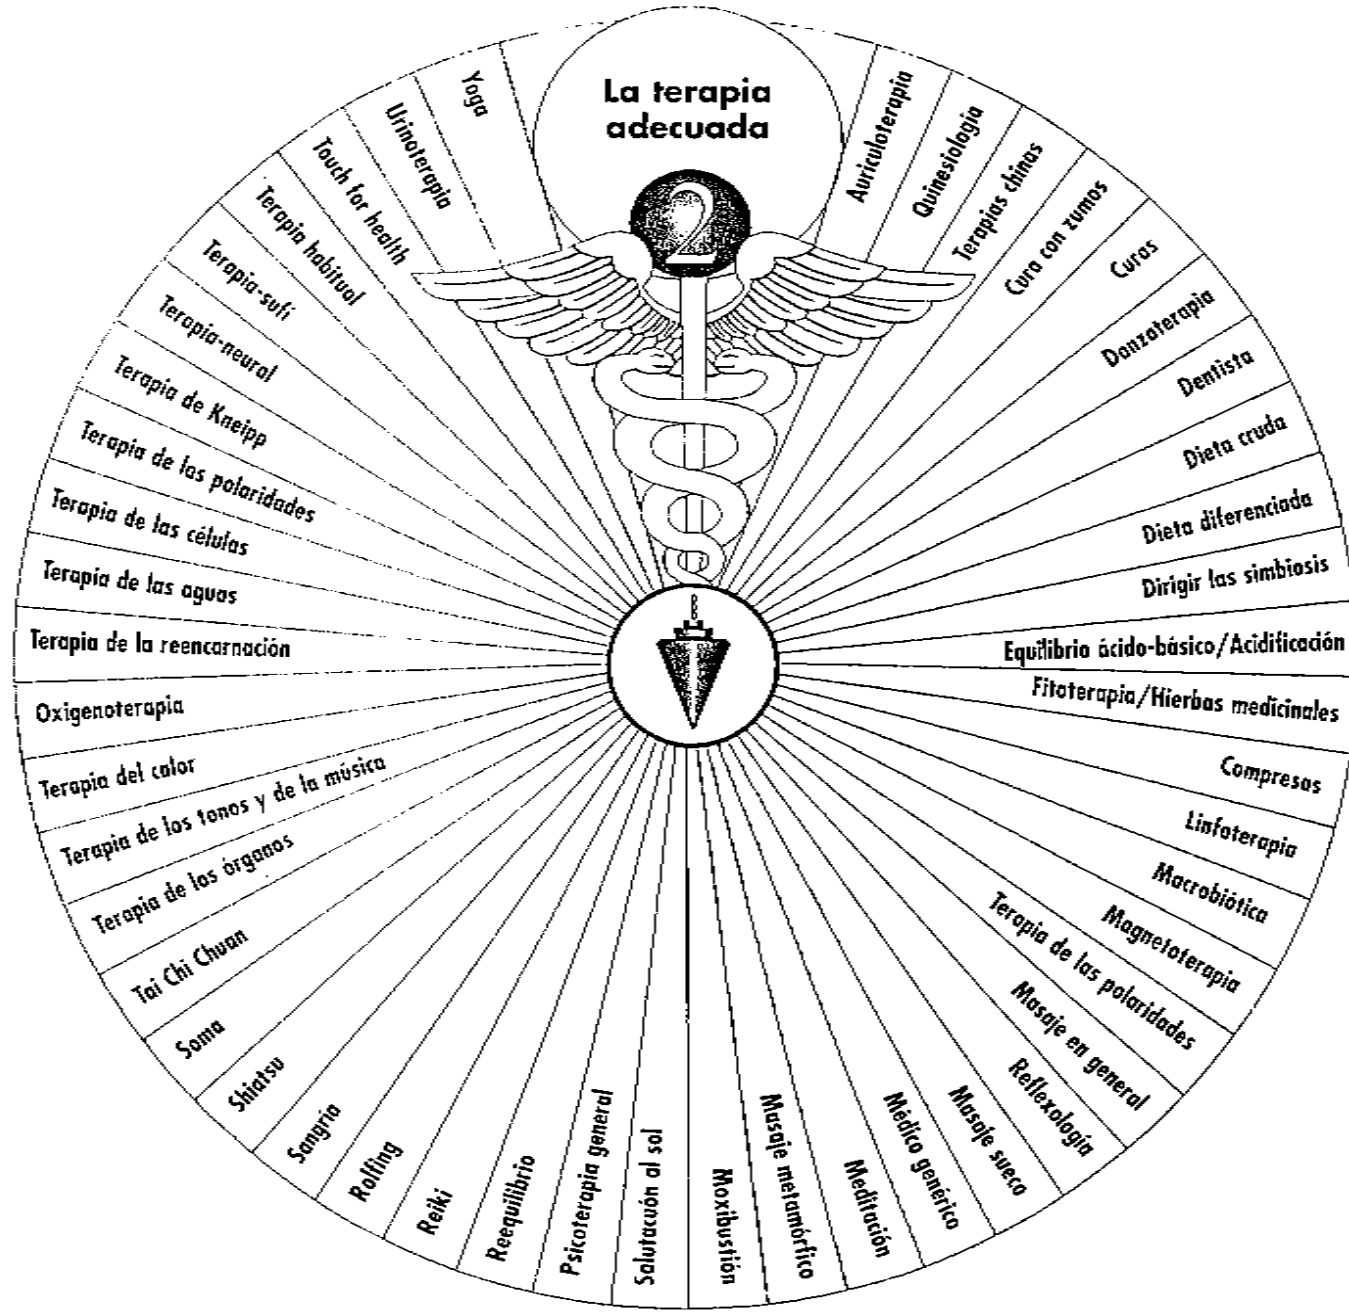 La terapia
adecuada
2
Auriculoterapia
Quinesiología
Terapias chinas
Cura con zumos
Curas
Danzoterapia
Dentista
Dieta cruda
Dieta diferenciada
Dirigir las simbiosis
Equilibrio ácido-básico/Acidificación
Fitoterapia/Hierbas medicinales
Compresas
Linfoterapia
Macrobiótica
Magnetoterapia
Terapia de las polaridades
Masaje en general
Reflexología
Masaje sueco
Médico genérico
Meditación
Masaje metamórfico
Moxibustión
Salutacuón al sol
Psicoterapia general
Reequilibrio
Reiki
Rolfing
Sangría
Shiatsu
Soma
Tai Chi Chuan
Terapia de los órganos
Terapia de los tonos y de la música
Terapia del calor
Oxigenoterapia
Terapia de la reencarnación
Terapia de las aguas
Terapia de las células
Terapia de las polaridades
Terapia de Kneipp
Terapia-neural
Terapia-sufi
Terapia habitual
Touch for health
Urinoterapia
Yoga